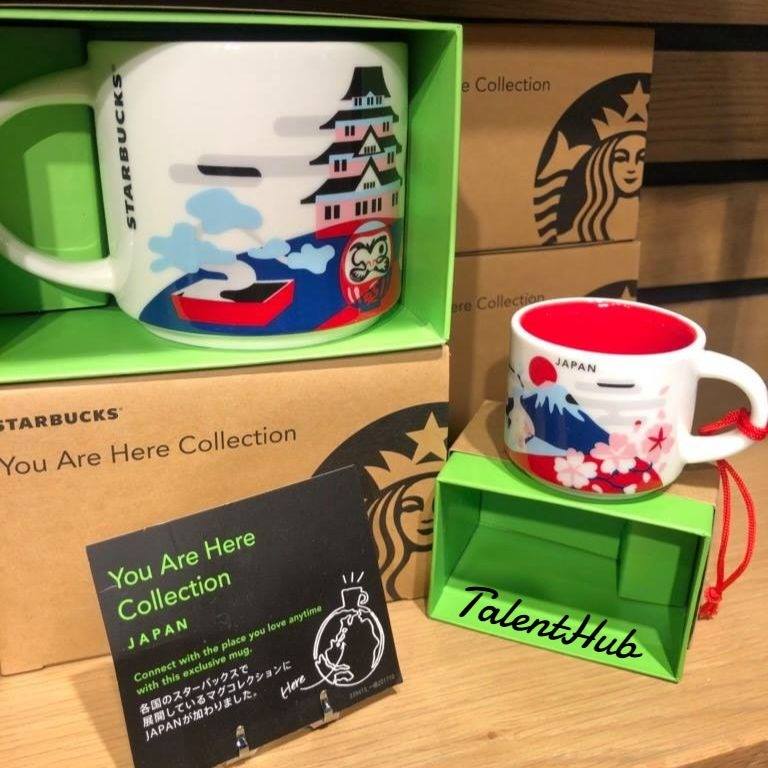 STARBUCKS
e Collection
ere Collection
JAPAN
STARBUCKS
You Are Here Collection
You Are Here
Collection
JAPAN
Connect with the place you love anytime
with this exclusive mug.
各国のスターバックスで
展開しているマグコレクションに
JAPANが加わりました。
Here
TalentHub